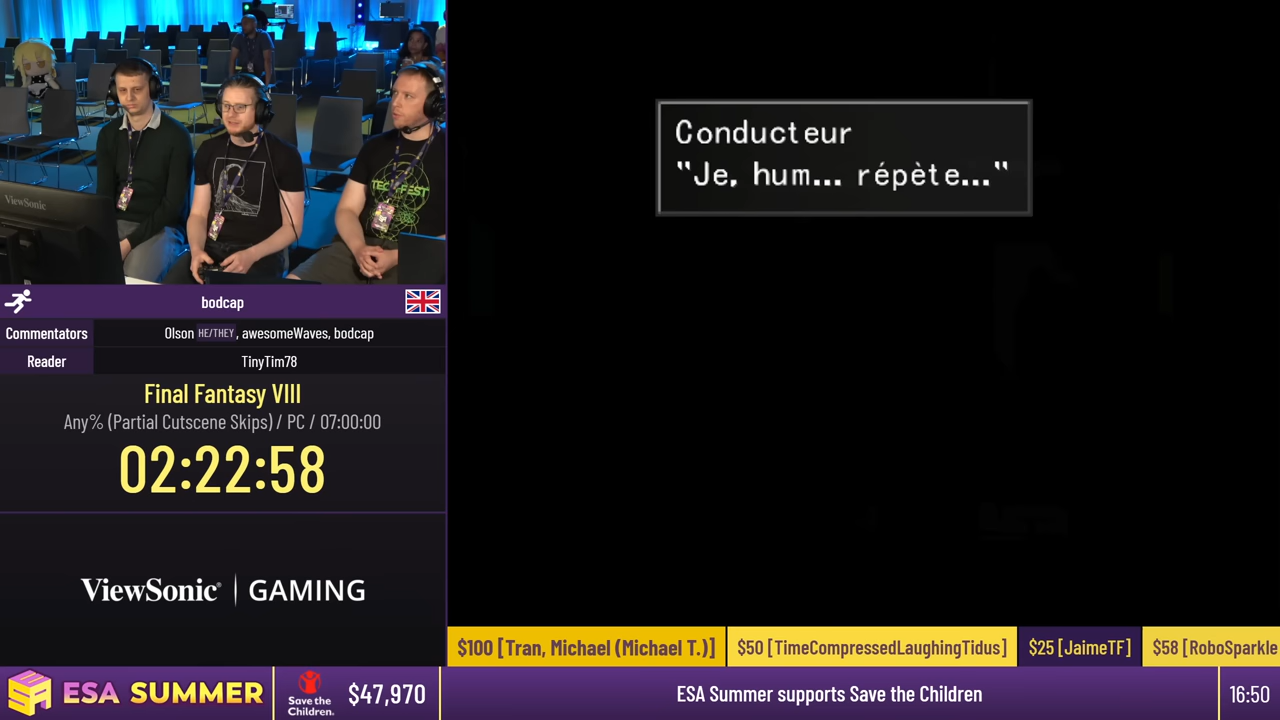 Conducteur
"Je, hum... répète..."
ViewSonic
TECHFEST
bodcap
Commentators
Olson HE/THEY, awesomeWaves, bodcap
Reader
TinyTim78
Final Fantasy VIII
Any% (Partial Cutscene Skips) / PC / 07:00:00
02:22:58
ViewSonic® | GAMING
$100 [Tran, Michael (Michael T.)]
$50 [TimeCompressedLaughingTidus]
$25 [JaimeTF]
$58 [RoboSparkle
ESA SUMMER
Save the Children.
$47,970
ESA Summer supports Save the Children
16:50